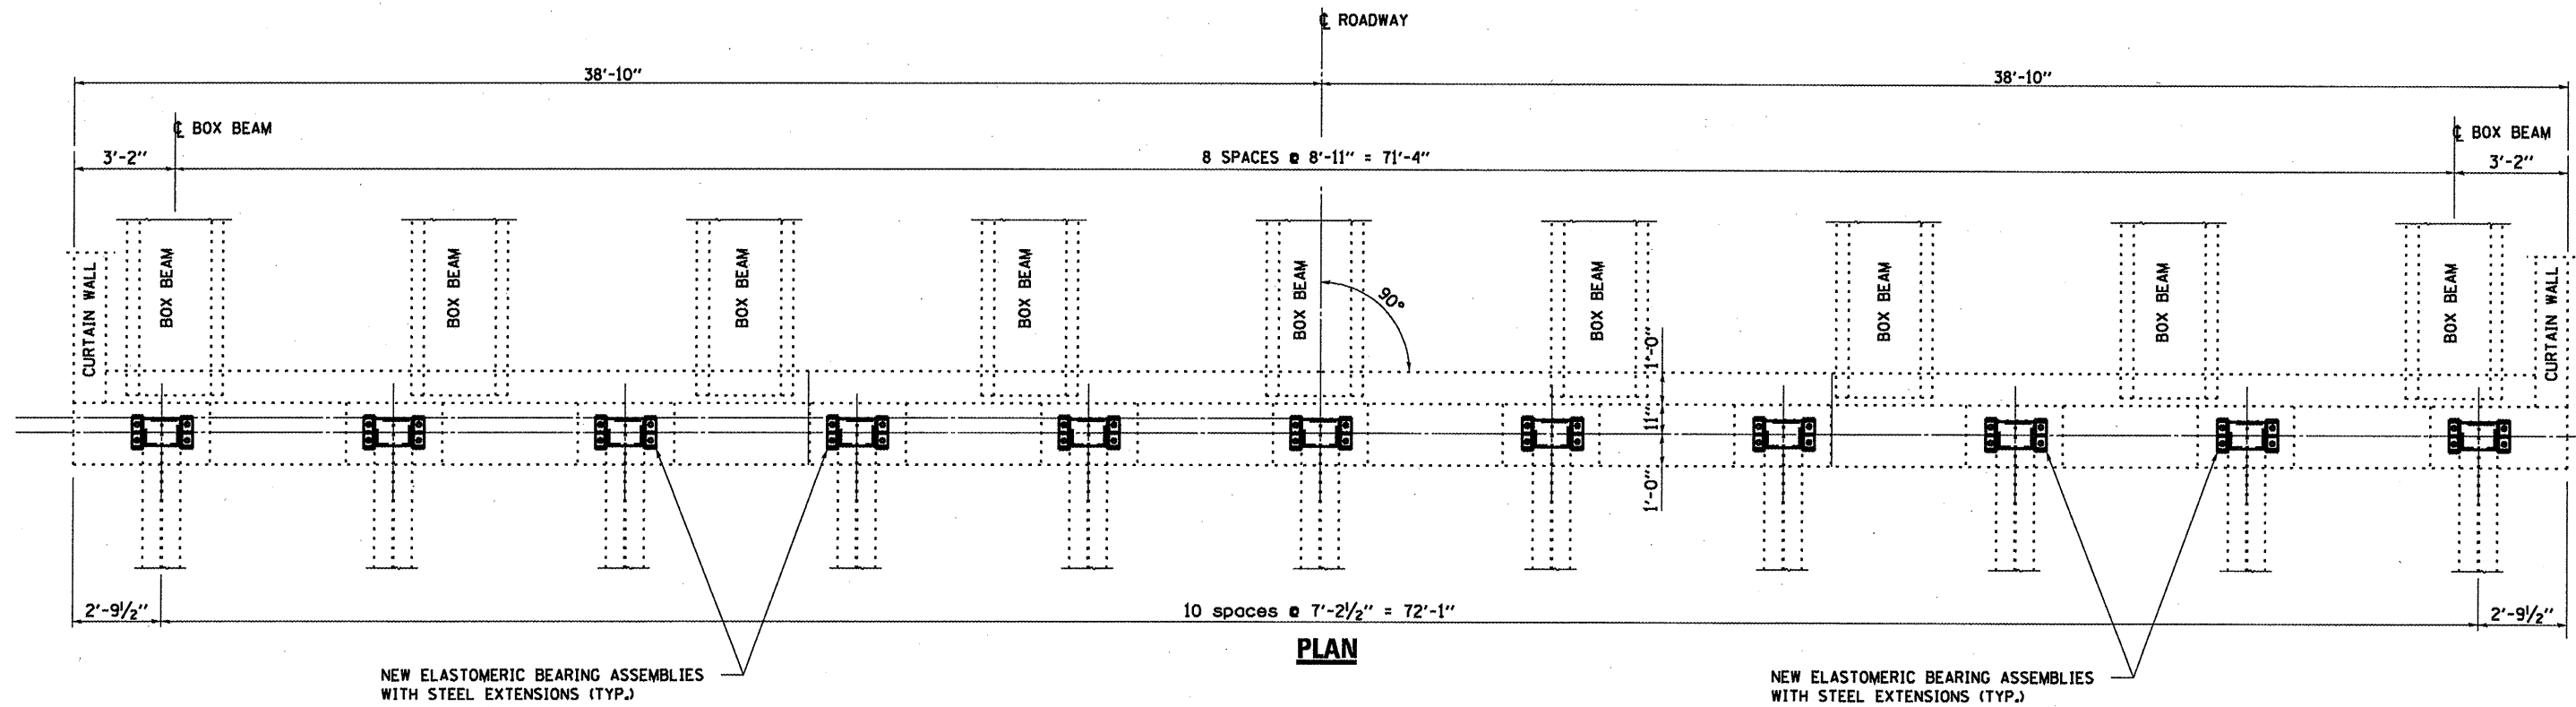 ℄ ROADWAY
38'-10"
38'-10"
℄ BOX BEAM
℄ BOX BEAM
3'-2"
8 SPACES @ 8'-11" = 71'-4"
3'-2"
CURTAIN WALL
BOX BEAM
BOX BEAM
BOX BEAM
BOX BEAM
BOX BEAM
90°
BOX BEAM
BOX BEAM
BOX BEAM
BOX BEAM
CURTAIN WALL
1'-0"
11"
1'-0"
2'-9½"
10 spaces @ 7'-2½" = 72'-1"
2'-9½"
PLAN
NEW ELASTOMERIC BEARING ASSEMBLIES
WITH STEEL EXTENSIONS (TYP.)
NEW ELASTOMERIC BEARING ASSEMBLIES
WITH STEEL EXTENSIONS (TYP.)